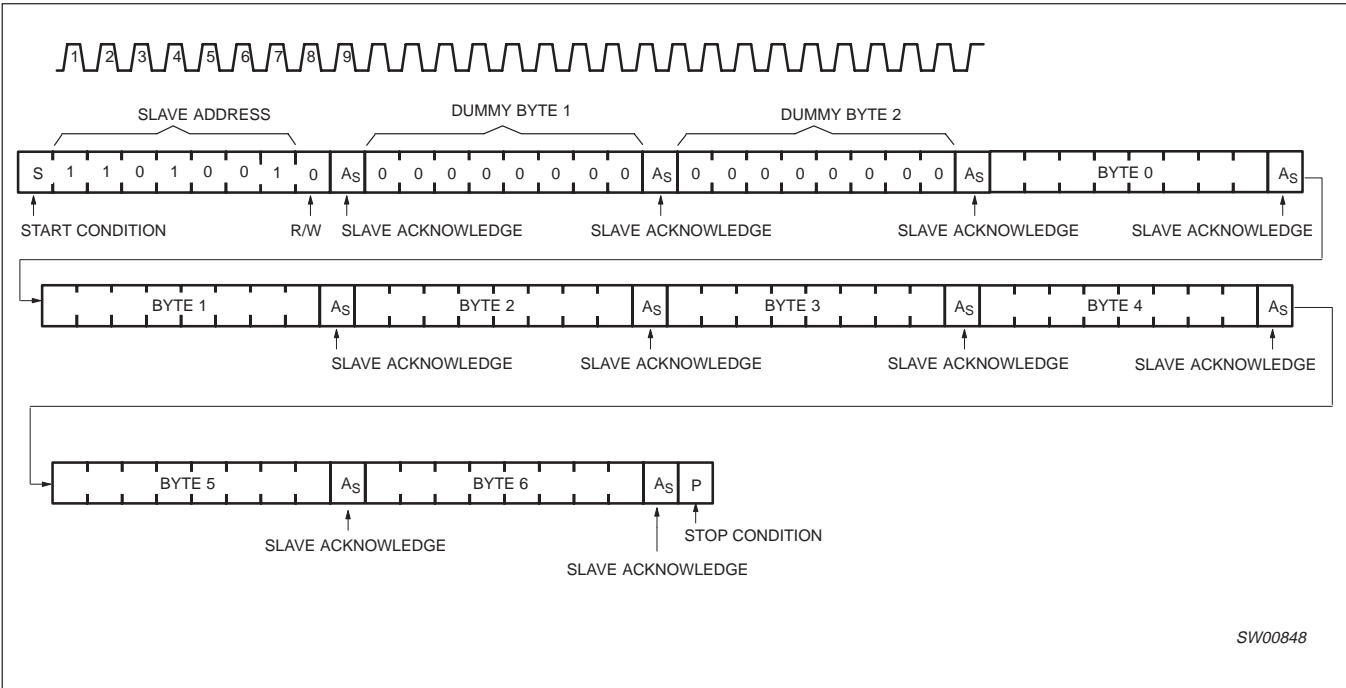 1 2 3 4 5 6 7 8 9
SLAVE ADDRESS DUMMY BYTE 1 DUMMY BYTE 2
S 1 1 0 1 0 0 1 0 AS 0 0 0 0 0 0 0 0 AS 0 0 0 0 0 0 0 0 AS BYTE 0 AS
START CONDITION R/W SLAVE ACKNOWLEDGE SLAVE ACKNOWLEDGE SLAVE ACKNOWLEDGE SLAVE ACKNOWLEDGE
BYTE 1 AS BYTE 2 AS BYTE 3 AS BYTE 4 AS
SLAVE ACKNOWLEDGE SLAVE ACKNOWLEDGE SLAVE ACKNOWLEDGE SLAVE ACKNOWLEDGE
BYTE 5 AS BYTE 6 AS P
STOP CONDITION
SLAVE ACKNOWLEDGE
SLAVE ACKNOWLEDGE
SW00848